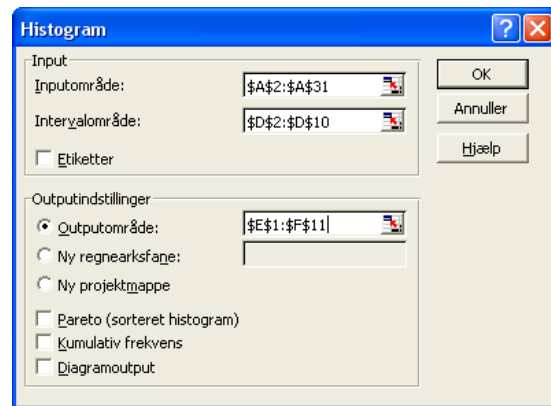 Histogram
Input
Inputområde:
$A$2:$A$31
Intervalområde:
$D$2:$D$10
Etiketter
OK
Annuller
Hjælp
Outputindstillinger
Outputområde:
$E$1:$F$11
Ny regnearksfane:
Ny projektmappe
Pareto (sorteret histogram)
Kumulativ frekvens
Diagramoutput